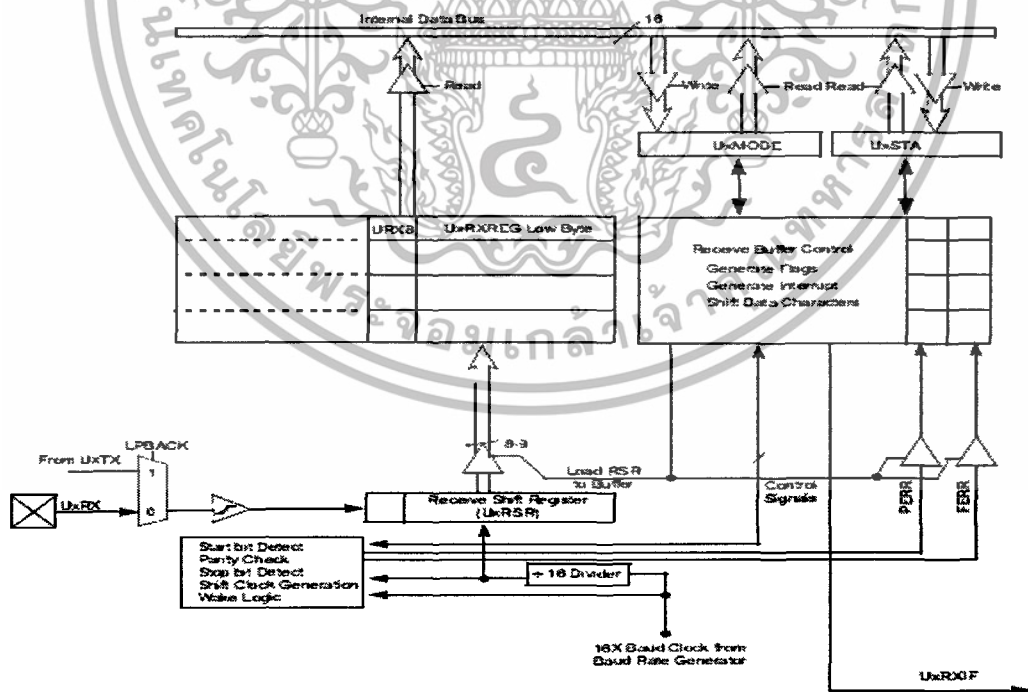 Internal Data Bus
16
Read
Write
Read Read
Write
UxMODE
UxSTA
URX8
UxRXREG Low Byte
Receive Buffer Control
Generate Flags
Generate Interrupt
Shift Data Characters
LPBACK
From UxTX
1
UxRX
0
8-9
Load RSR
to Buffer
Receive Shift Register
(UxRSR)
Control
Signals
PERR
FERR
Start bit Detect
Parity Check
Stop bit Detect
Shift Clock Generation
Wake Logic
÷ 16 Divider
16X Baud Clock from
Baud Rate Generator
UxRXIF